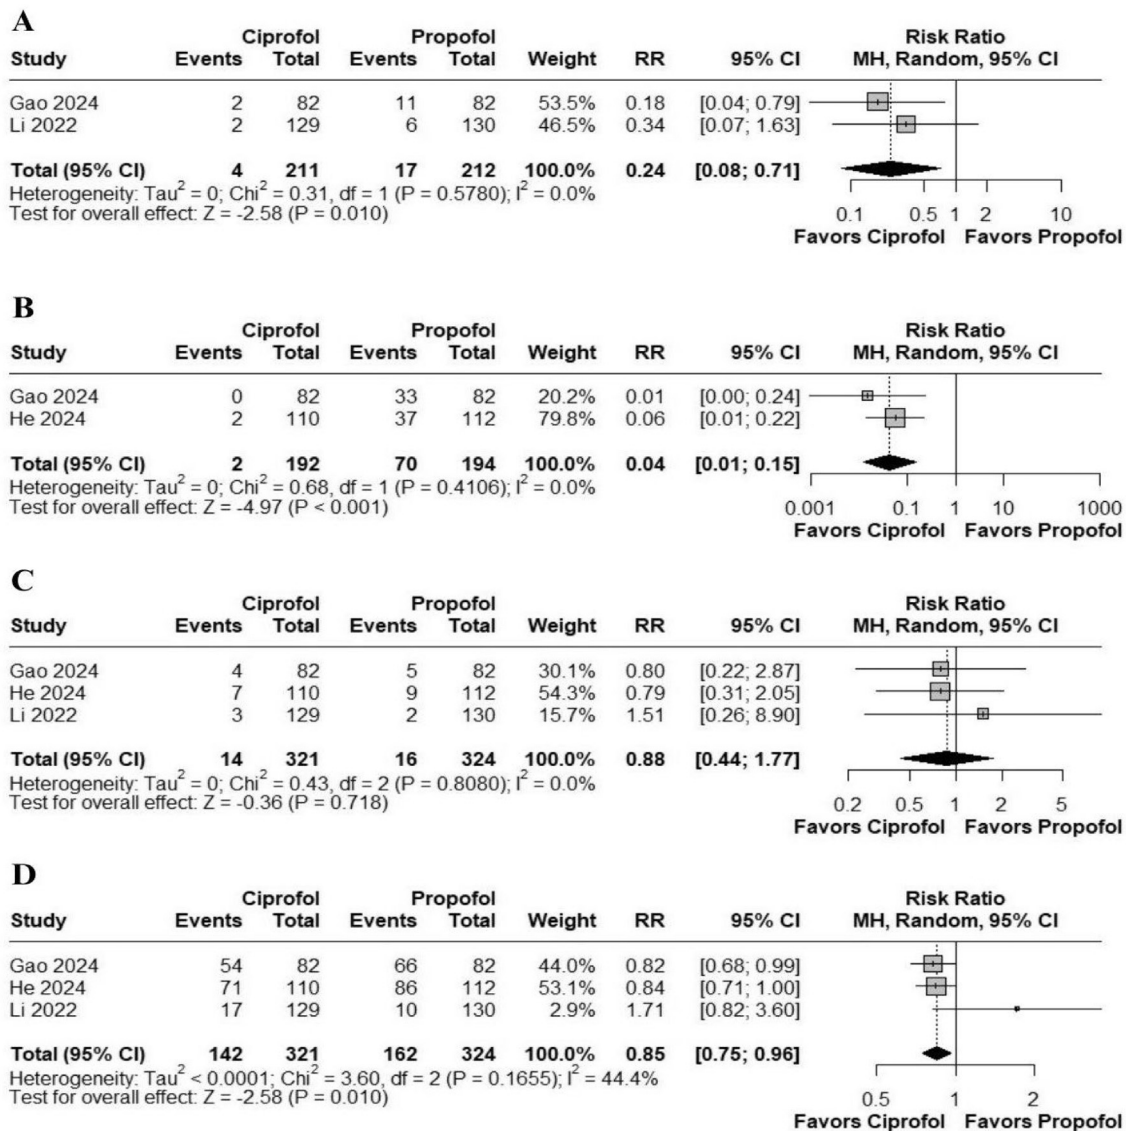 A
Ciprofol Propofol Risk Ratio
Study Events Total Events Total Weight RR 95% CI MH, Random, 95% CI
Gao 2024 2 82 11 82 53.5% 0.18 [0.04; 0.79]
Li 2022 2 129 6 130 46.5% 0.34 [0.07; 1.63]
Total (95% CI) 4 211 17 212 100.0% 0.24 [0.08; 0.71]
Heterogeneity: Tau² = 0; Chi² = 0.31, df = 1 (P = 0.5780); I² = 0.0%
Test for overall effect: Z = -2.58 (P = 0.010)
0.1 0.5 1 2 10
Favors Ciprofol Favors Propofol
B
Ciprofol Propofol Risk Ratio
Study Events Total Events Total Weight RR 95% CI MH, Random, 95% CI
Gao 2024 0 82 33 82 20.2% 0.01 [0.00; 0.24]
He 2024 2 110 37 112 79.8% 0.06 [0.01; 0.22]
Total (95% CI) 2 192 70 194 100.0% 0.04 [0.01; 0.15]
Heterogeneity: Tau² = 0; Chi² = 0.68, df = 1 (P = 0.4106); I² = 0.0%
Test for overall effect: Z = -4.97 (P < 0.001)
0.001 0.1 1 10 1000
Favors Ciprofol Favors Propofol
C
Ciprofol Propofol Risk Ratio
Study Events Total Events Total Weight RR 95% CI MH, Random, 95% CI
Gao 2024 4 82 5 82 30.1% 0.80 [0.22; 2.87]
He 2024 7 110 9 112 54.3% 0.79 [0.31; 2.05]
Li 2022 3 129 2 130 15.7% 1.51 [0.26; 8.90]
Total (95% CI) 14 321 16 324 100.0% 0.88 [0.44; 1.77]
Heterogeneity: Tau² = 0; Chi² = 0.43, df = 2 (P = 0.8080); I² = 0.0%
Test for overall effect: Z = -0.36 (P = 0.718)
0.2 0.5 1 2 5
Favors Ciprofol Favors Propofol
D
Ciprofol Propofol Risk Ratio
Study Events Total Events Total Weight RR 95% CI MH, Random, 95% CI
Gao 2024 54 82 66 82 44.0% 0.82 [0.68; 0.99]
He 2024 71 110 86 112 53.1% 0.84 [0.71; 1.00]
Li 2022 17 129 10 130 2.9% 1.71 [0.82; 3.60]
Total (95% CI) 142 321 162 324 100.0% 0.85 [0.75; 0.96]
Heterogeneity: Tau² < 0.0001; Chi² = 3.60, df = 2 (P = 0.1655); I² = 44.4%
Test for overall effect: Z = -2.58 (P = 0.010)
0.5 1 2
Favors Ciprofol Favors Propofol